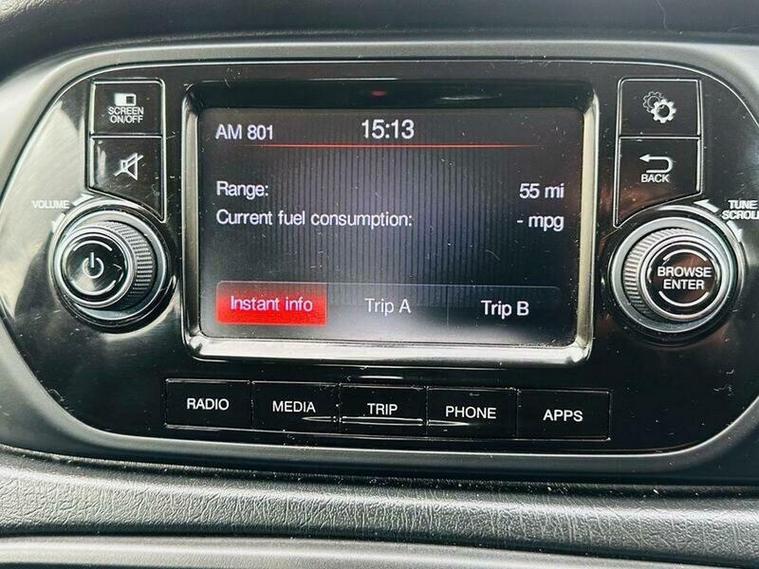 SCREEN
ON/OFF
VOLUME
AM 801 15:13
Range: 55 mi
Current fuel consumption: - mpg
Instant info Trip A Trip B
BACK
TUNE
SCROLL
BROWSE
ENTER
RADIO MEDIA TRIP PHONE APPS